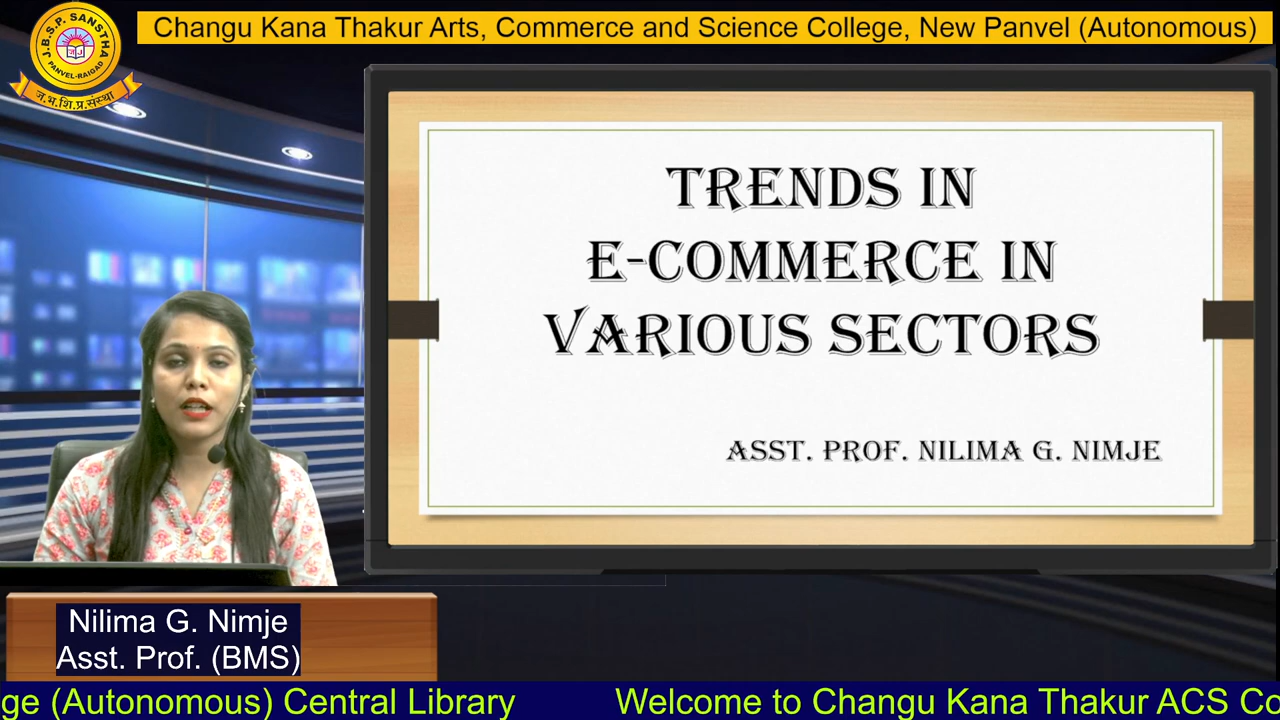 J.B.S.P. SANSTHA
PANVEL-RAIGAD
ज.भ.शि.प्र.संस्था
Changu Kana Thakur Arts, Commerce and Science College, New Panvel (Autonomous)
TRENDS IN
E-COMMERCE IN
VARIOUS SECTORS
ASST. PROF. NILIMA G. NIMJE
Nilima G. Nimje
Asst. Prof. (BMS)
ge (Autonomous) Central Library Welcome to Changu Kana Thakur ACS Co